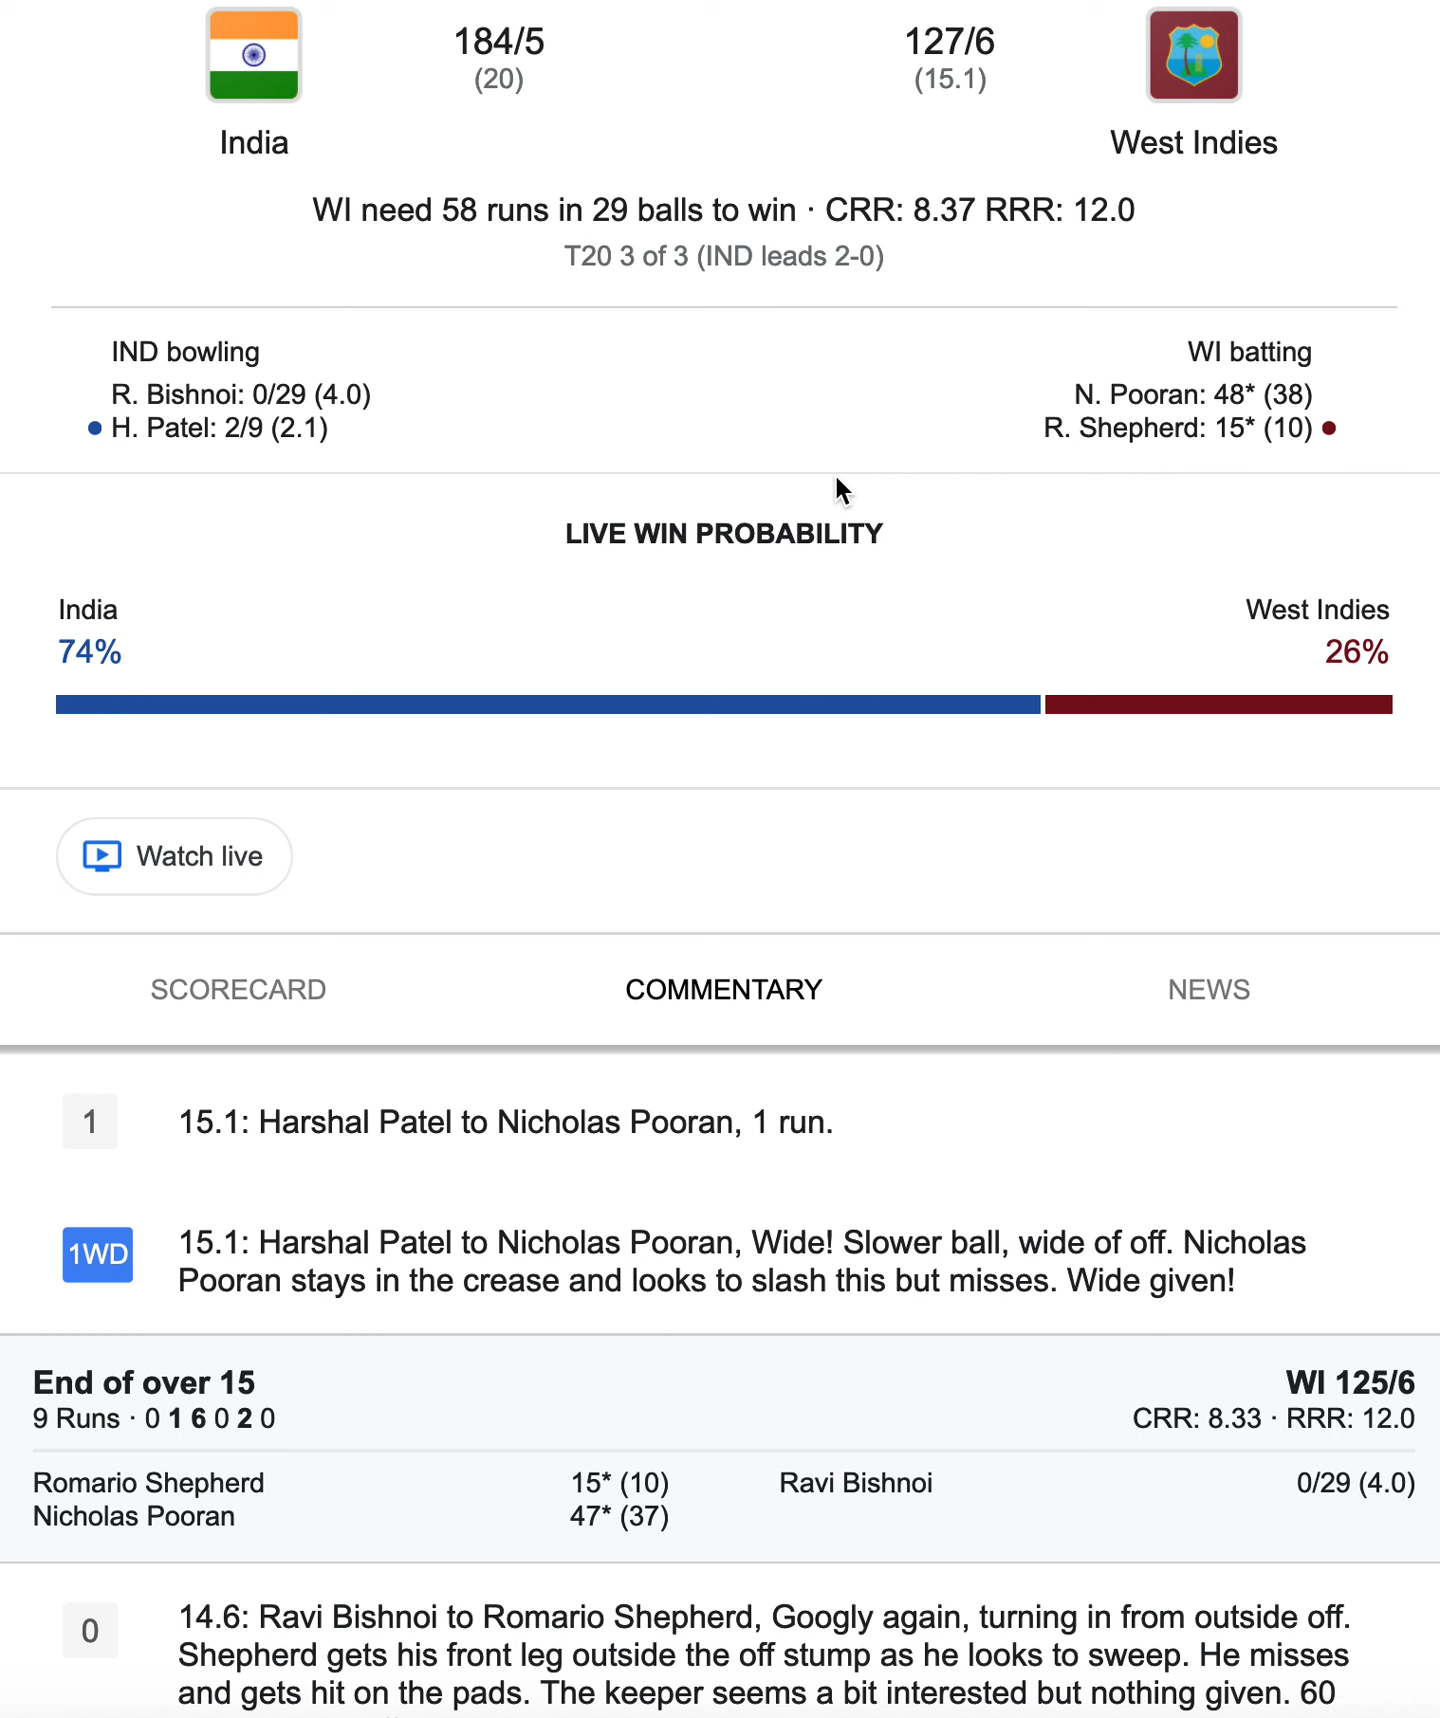 184/5
(20)
127/6
(15.1)
India
West Indies
WI need 58 runs in 29 balls to win · CRR: 8.37 RRR: 12.0
T20 3 of 3 (IND leads 2-0)
IND bowling
R. Bishnoi: 0/29 (4.0)
H. Patel: 2/9 (2.1)
WI batting
N. Pooran: 48* (38)
R. Shepherd: 15* (10)
LIVE WIN PROBABILITY
India
74%
West Indies
26%
Watch live
SCORECARD
COMMENTARY
NEWS
1
15.1: Harshal Patel to Nicholas Pooran, 1 run.
1WD
15.1: Harshal Patel to Nicholas Pooran, Wide! Slower ball, wide of off. Nicholas
Pooran stays in the crease and looks to slash this but misses. Wide given!
End of over 15
9 Runs · 0 1 6 0 2 0
WI 125/6
CRR: 8.33 · RRR: 12.0
Romario Shepherd 15* (10)
Nicholas Pooran 47* (37)
Ravi Bishnoi 0/29 (4.0)
0
14.6: Ravi Bishnoi to Romario Shepherd, Googly again, turning in from outside off.
Shepherd gets his front leg outside the off stump as he looks to sweep. He misses
and gets hit on the pads. The keeper seems a bit interested but nothing given. 60